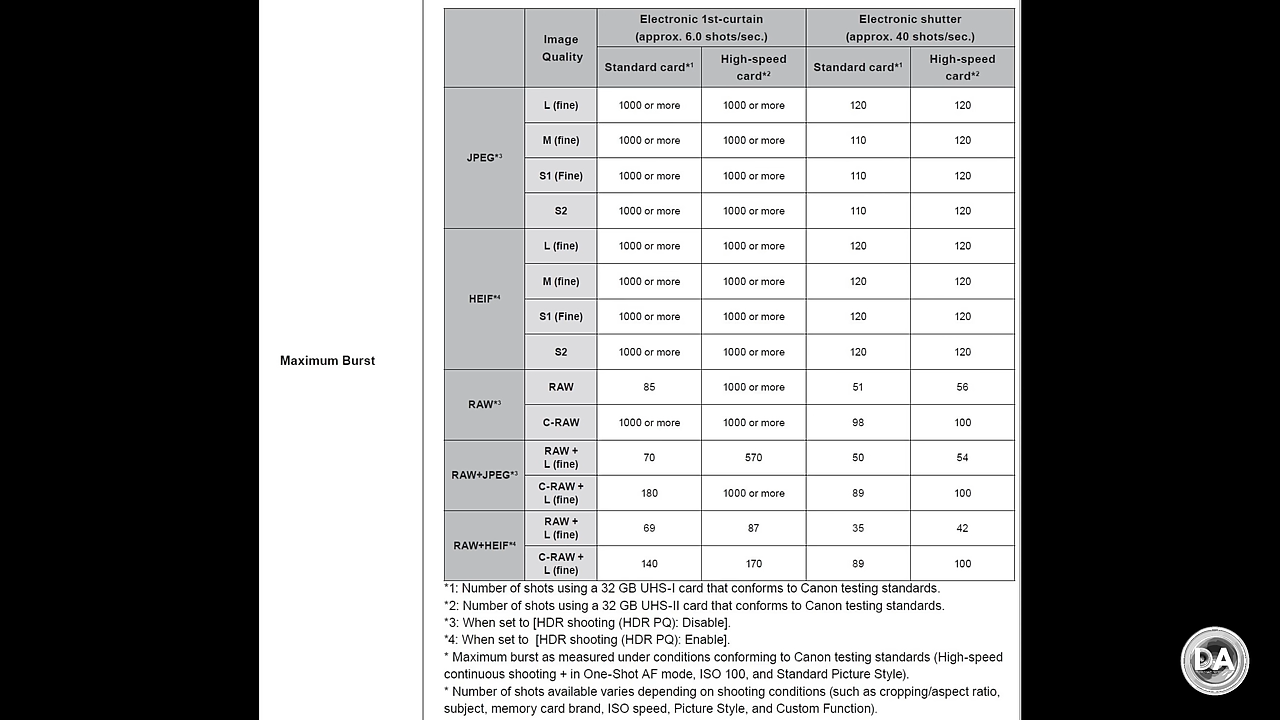 Maximum Burst
Image Quality
Electronic 1st-curtain (approx. 6.0 shots/sec.)
Electronic shutter (approx. 40 shots/sec.)
Standard card*1
High-speed card*2
Standard card*1
High-speed card*2
JPEG*3
L (fine) 1000 or more 1000 or more 120 120
M (fine) 1000 or more 1000 or more 110 120
S1 (Fine) 1000 or more 1000 or more 110 120
S2 1000 or more 1000 or more 110 120
HEIF*4
L (fine) 1000 or more 1000 or more 120 120
M (fine) 1000 or more 1000 or more 120 120
S1 (Fine) 1000 or more 1000 or more 120 120
S2 1000 or more 1000 or more 120 120
RAW*3
RAW 85 1000 or more 51 56
C-RAW 1000 or more 1000 or more 98 100
RAW+JPEG*3
RAW + L (fine) 70 570 50 54
C-RAW + L (fine) 180 1000 or more 89 100
RAW+HEIF*4
RAW + L (fine) 69 87 35 42
C-RAW + L (fine) 140 170 89 100
*1: Number of shots using a 32 GB UHS-I card that conforms to Canon testing standards.
*2: Number of shots using a 32 GB UHS-II card that conforms to Canon testing standards.
*3: When set to [HDR shooting (HDR PQ): Disable].
*4: When set to [HDR shooting (HDR PQ): Enable].
* Maximum burst as measured under conditions conforming to Canon testing standards (High-speed
continuous shooting + in One-Shot AF mode, ISO 100, and Standard Picture Style).
* Number of shots available varies depending on shooting conditions (such as cropping/aspect ratio,
subject, memory card brand, ISO speed, Picture Style, and Custom Function).
DA